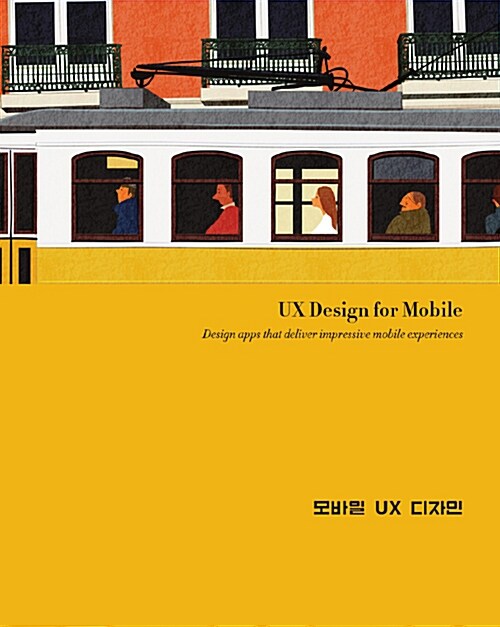 UX Design for Mobile
Design apps that deliver impressive mobile experiences
모바일 UX 디자인